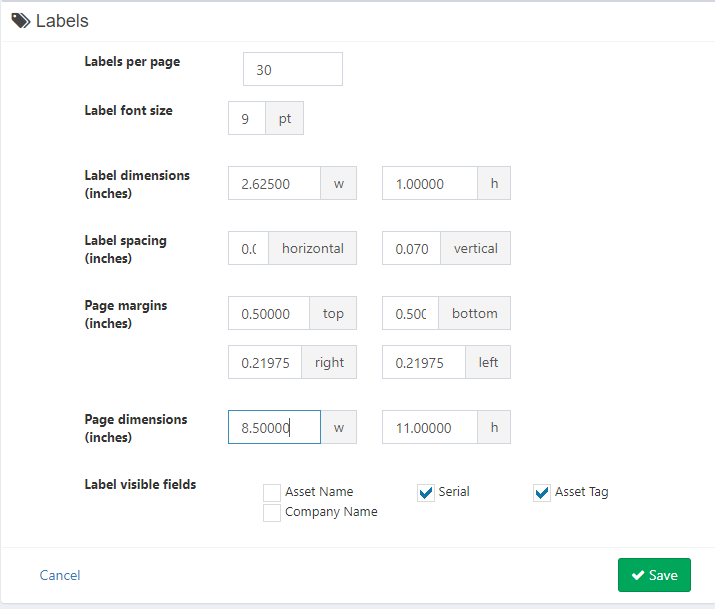 Labels
Labels per page
30
Label font size
9 pt
Label dimensions
(inches)
2.62500 w 1.00000 h
Label spacing
(inches)
0.0 horizontal 0.070 vertical
Page margins
(inches)
0.50000 top 0.500 bottom
0.21975 right 0.21975 left
Page dimensions
(inches)
8.50000 w 11.00000 h
Label visible fields
Asset Name Serial Asset Tag
Company Name
Cancel Save